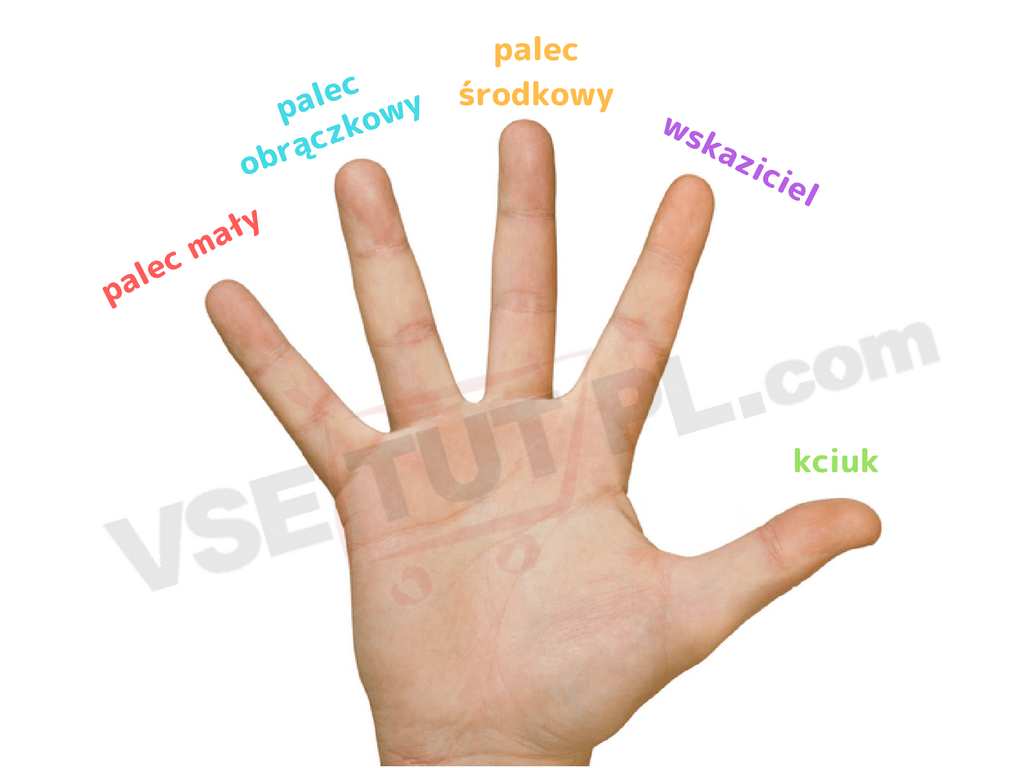 palec
środkowy
palec
obrączkowy
wskaziciel
palec mały
kciuk
VSETUTPL.com